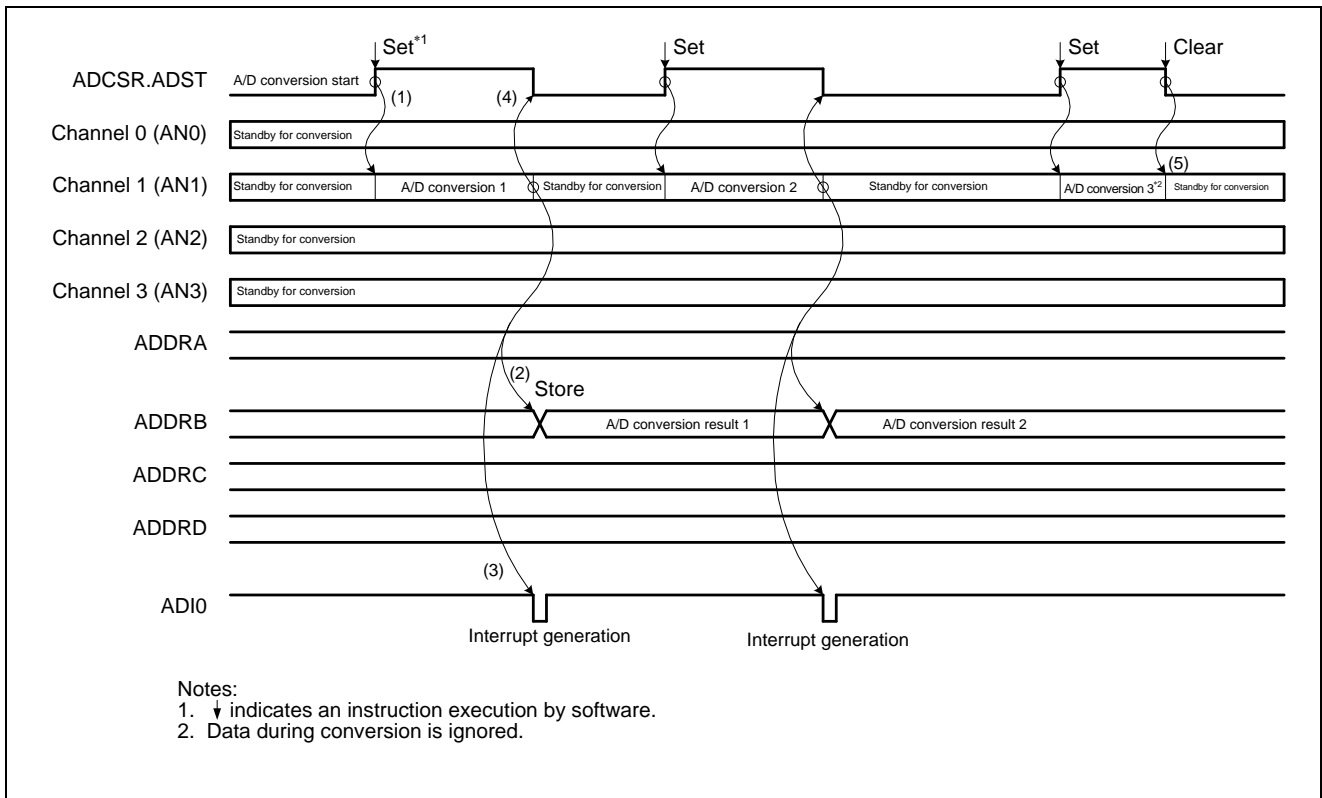 Set*1 Set Set Clear
ADCSR.ADST A/D conversion start
(1) (4)
Channel 0 (AN0) Standby for conversion
(5)
Channel 1 (AN1) Standby for conversion A/D conversion 1 Standby for conversion A/D conversion 2 Standby for conversion A/D conversion 3*2 Standby for conversion
Channel 2 (AN2) Standby for conversion
Channel 3 (AN3) Standby for conversion
ADDRA
(2) Store
ADDRB A/D conversion result 1 A/D conversion result 2
ADDRC
ADDRD
(3)
ADI0
Interrupt generation Interrupt generation
Notes:
1. indicates an instruction execution by software.
2. Data during conversion is ignored.